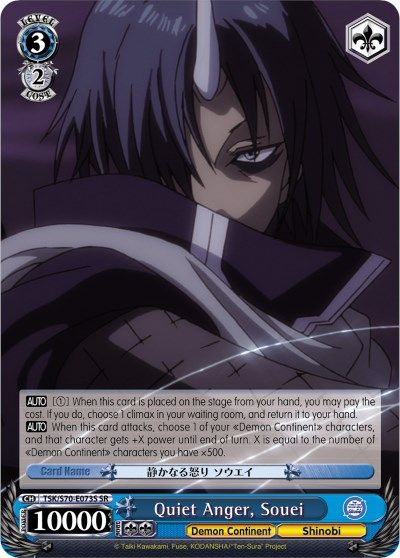 LEVEL
3
2
COST
AUTO [①] When this card is placed on the stage from your hand, you may pay the
cost. If you do, choose 1 climax in your waiting room, and return it to your hand.
AUTO When this card attacks, choose 1 of your «Demon Continent» characters,
and that character gets +X power until end of turn. X is equal to the number of
«Demon Continent» characters you have ×500.
Card Name 静かなる怒り ソウエイ
CH TSK/S70-E073S SR
POWER 10000 SOUL Quiet Anger, Souei
Demon Continent Shinobi
© Taiki Kawakami, Fuse, KODANSHA/"Ten-Sura" Project